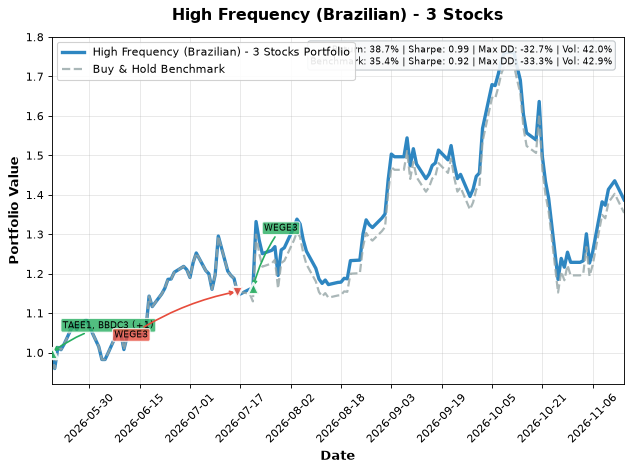 High Frequency (Brazilian) - 3 Stocks
High Frequency (Brazilian) - 3 Stocks Portfolio
Buy & Hold Benchmark
38.7% | Sharpe: 0.99 | Max DD: -32.7% | Vol: 42.0%
35.4% | Sharpe: 0.92 | Max DD: -33.3% | Vol: 42.9%
Portfolio Value
1.8
1.7
1.6
1.5
1.4
1.3
1.2
1.1
1.0
WEGE3
TAEE1, BBDC3
WEGE3
2026-05-30
2026-06-15
2026-07-01
2026-07-17
2026-08-02
2026-08-18
2026-09-03
2026-09-19
2026-10-05
2026-10-21
2026-11-06
Date